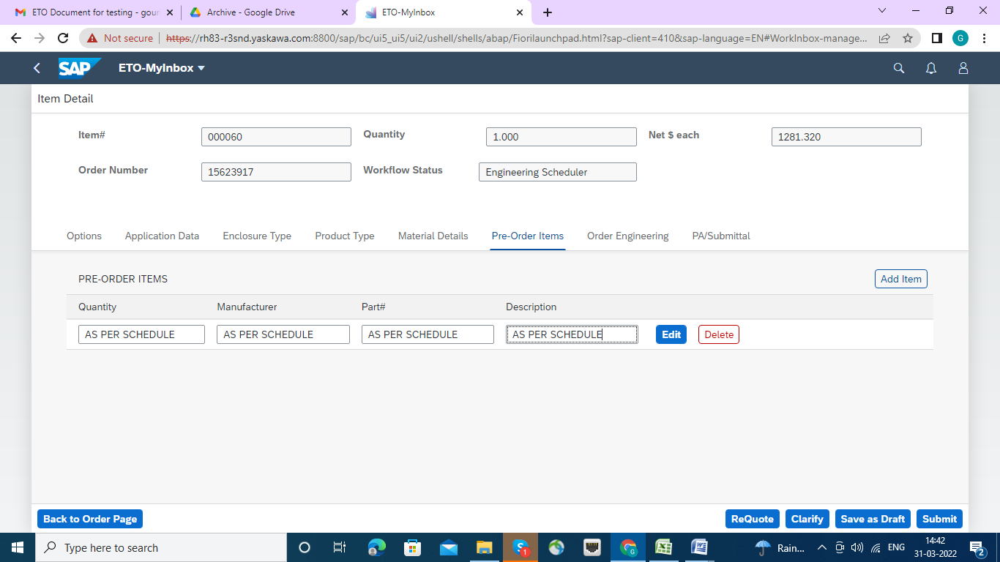 ETO Document for testing - gour
Archive - Google Drive
ETO-MyInbox
Not secure
https://rh83-r3snd.yaskawa.com:8800/sap/bc/ui5_ui5/ui2/ushell/shells/abap/Fiorilaunchpad.html?sap-client=410&sap-language=EN#WorkInbox-manage...
G
SAP
ETO-MyInbox
Item Detail
Item# 000060 Quantity 1.000 Net $ each 1281.320
Order Number 15623917 Workflow Status Engineering Scheduler
Options Application Data Enclosure Type Product Type Material Details Pre-Order Items Order Engineering PA/Submittal
PRE-ORDER ITEMS Add Item
Quantity Manufacturer Part# Description
AS PER SCHEDULE AS PER SCHEDULE AS PER SCHEDULE AS PER SCHEDULE Edit Delete
Back to Order Page ReQuote Clarify Save as Draft Submit
Type here to search
Rain...
ENG
14:42
31-03-2022
2